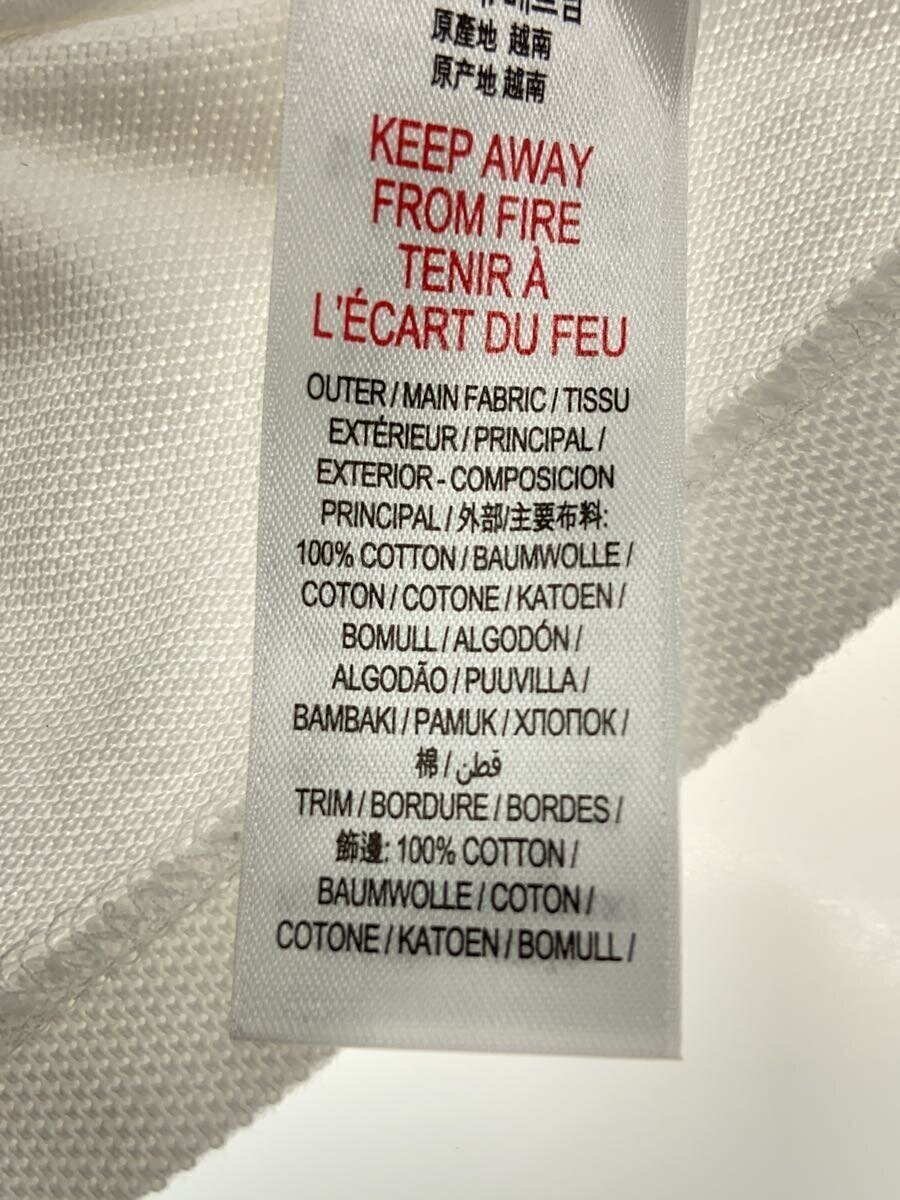 原產地 越南
原产地 越南
KEEP AWAY
FROM FIRE
TENIR À
L'ÉCART DU FEU
OUTER / MAIN FABRIC / TISSU
EXTÉRIEUR / PRINCIPAL /
EXTERIOR - COMPOSICION
PRINCIPAL / 外部/主要布料:
100% COTTON / BAUMWOLLE /
COTON / COTONE / KATOEN /
BOMULL / ALGODÓN /
ALGODÃO / PUUVILLA /
BAMBAKI / PAMUK / ХЛОПОК /
棉 / قطن
TRIM / BORDURE / BORDES /
飾邊: 100% COTTON /
BAUMWOLLE / COTON /
COTONE / KATOEN / BOMULL /